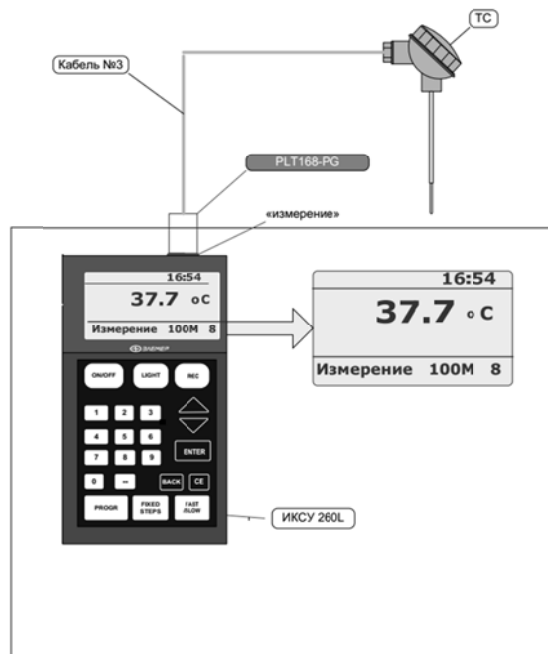 ТС
Кабель №3
PLT168-PG
«измерение»
16:54
37.7 o C
Измерение 100М 8
ЭЛЕМЕР
ON/OFF LIGHT REC
1 2 3
4 5 6
ENTER
7 8 9
0 – BACK CE
PROGR FIXED STEPS FAST SLOW
16:54
37.7 o C
Измерение 100М 8
ИКСУ 260L